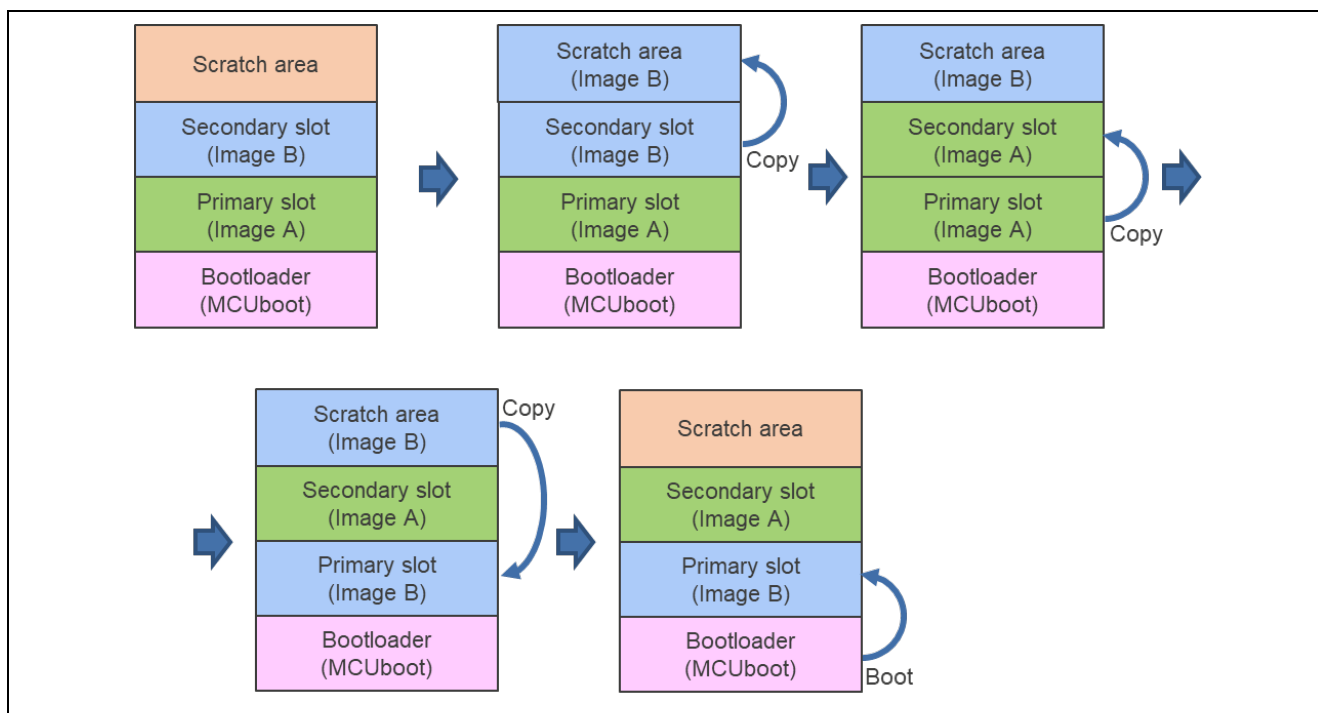 Scratch area
Secondary slot
(Image B)
Primary slot
(Image A)
Bootloader
(MCUboot)
Scratch area
(Image B)
Secondary slot
(Image B)
Copy
Primary slot
(Image A)
Bootloader
(MCUboot)
Scratch area
(Image B)
Secondary slot
(Image A)
Primary slot
(Image A)
Copy
Bootloader
(MCUboot)
Scratch area
(Image B)
Copy
Secondary slot
(Image A)
Primary slot
(Image B)
Bootloader
(MCUboot)
Scratch area
Secondary slot
(Image A)
Primary slot
(Image B)
Bootloader
(MCUboot)
Boot